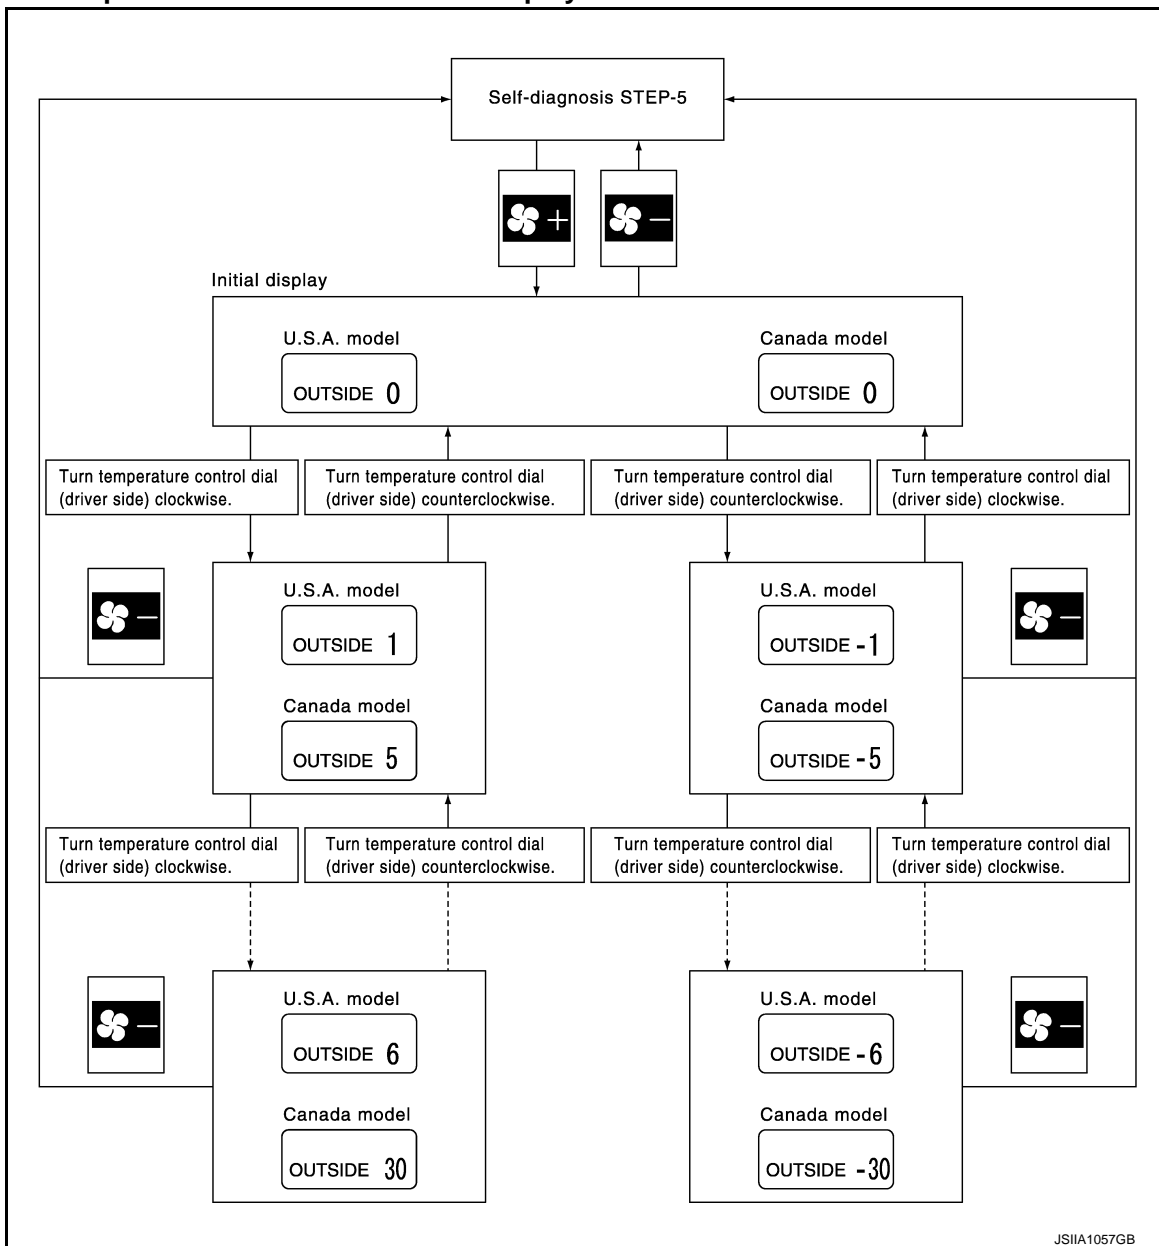 Self-diagnosis STEP-5
Initial display
U.S.A. model
Canada model
OUTSIDE 0
OUTSIDE 0
Turn temperature control dial
(driver side) clockwise.
Turn temperature control dial
(driver side) counterclockwise.
Turn temperature control dial
(driver side) counterclockwise.
Turn temperature control dial
(driver side) clockwise.
U.S.A. model
OUTSIDE 1
Canada model
OUTSIDE 5
U.S.A. model
OUTSIDE -1
Canada model
OUTSIDE -5
Turn temperature control dial
(driver side) clockwise.
Turn temperature control dial
(driver side) counterclockwise.
Turn temperature control dial
(driver side) counterclockwise.
Turn temperature control dial
(driver side) clockwise.
U.S.A. model
OUTSIDE 6
Canada model
OUTSIDE 30
U.S.A. model
OUTSIDE -6
Canada model
OUTSIDE -30
JSIIA1057GB